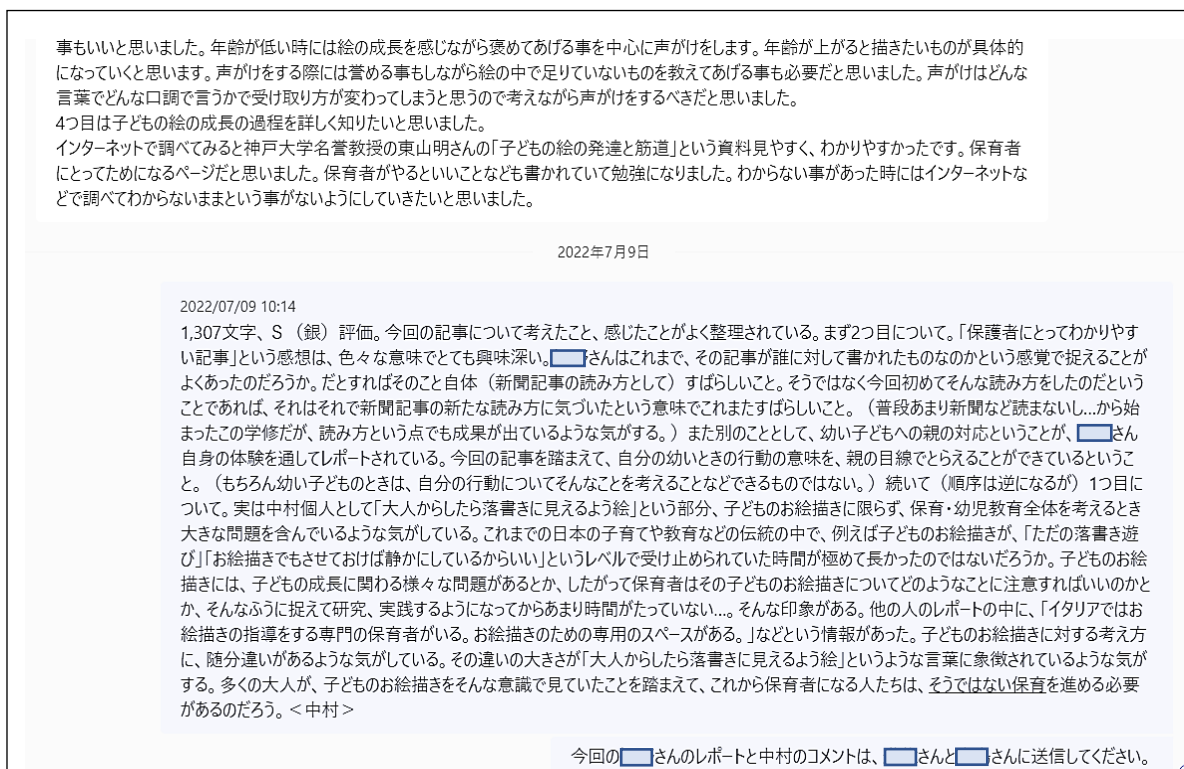 事もいいと思いました。年齢が低い時には絵の成長を感じながら褒めてあげる事を中心に声がけをします。年齢が上がると描きたいものが具体的
になっていくと思います。声がけをする際には誉める事もしながら絵の中で足りていないものを教えてあげる事も必要だと思いました。声がけはどんな
言葉でどんな口調で言うかで受け取り方が変わってしまうと思うので考えながら声がけをするべきだと思いました。
4つ目は子どもの絵の成長の過程を詳しく知りたいと思いました。
インターネットで調べてみると神戸大学名誉教授の東山明さんの「子どもの絵の発達と筋道」という資料見やすく、わかりやすかったです。保育者
にとってためになるページだと思いました。保育者がやるといいことなども書かれていて勉強になりました。わからない事があった時にはインターネットな
どで調べてわからないままという事がないようにしていきたいと思いました。
2022年7月9日
2022/07/09 10:14
1,307文字、S（銀）評価。今回の記事について考えたこと、感じたことがよく整理されている。まず2つ目について。「保護者にとってわかりやす
い記事」という感想は、色々な意味でとても興味深い。さんはこれまで、その記事が誰に対して書かれたものなのかという感覚で捉えることが
よくあったのだろうか。だとすればそのこと自体（新聞記事の読み方として）すばらしいこと。そうではなく今回初めてそんな読み方をしたのだという
ことであれば、それはそれで新聞記事の新たな読み方に気づいたという意味でこれまたすばらしいこと。（普段あまり新聞など読まないし…から始
まったこの学修だが、読み方という点でも成果が出ているような気がする。）また別のこととして、幼い子どもへの親の対応ということが、さん
自身の体験を通してレポートされている。今回の記事を踏まえて、自分の幼いときの行動の意味を、親の目線でとらえることができているというこ
と。（もちろん幼い子どものときは、自分の行動についてそんなことを考えることなどできるものではない。）続いて（順序は逆になるが）1つ目に
ついて。実は中村個人として「大人からしたら落書きに見えるよう絵」という部分、子どものお絵描きに限らず、保育・幼児教育全体を考えるとき
大きな問題を含んでいるような気がしている。これまでの日本の子育てや教育などの伝統の中で、例えば子どものお絵描きが、「ただの落書き遊
び」「お絵描きでもさせておけば静かにしているからいい」というレベルで受け止められていた時間が極めて長かったのではないだろうか。子どものお絵
描きには、子どもの成長に関わる様々な問題があるとか、したがって保育者はその子どものお絵描きについてどのようなことに注意すればいいのかと
か、そんなふうに捉えて研究、実践するようになってからあまり時間がたっていない…。そんな印象がある。他の人のレポートの中に、「イタリアではお
絵描きの指導をする専門の保育者がいる。お絵描きのための専用のスペースがある。」などという情報があった。子どものお絵描きに対する考え方
に、随分違いがあるような気がしている。その違いの大きさが「大人からしたら落書きに見えるよう絵」というような言葉に象徴されているような気が
する。多くの大人が、子どものお絵描きをそんな意識で見ていたことを踏まえて、これから保育者になる人たちは、そうではない保育を進める必要
があるのだろう。＜中村＞
今回のさんのレポートと中村のコメントは、さんとさんに送信してください。